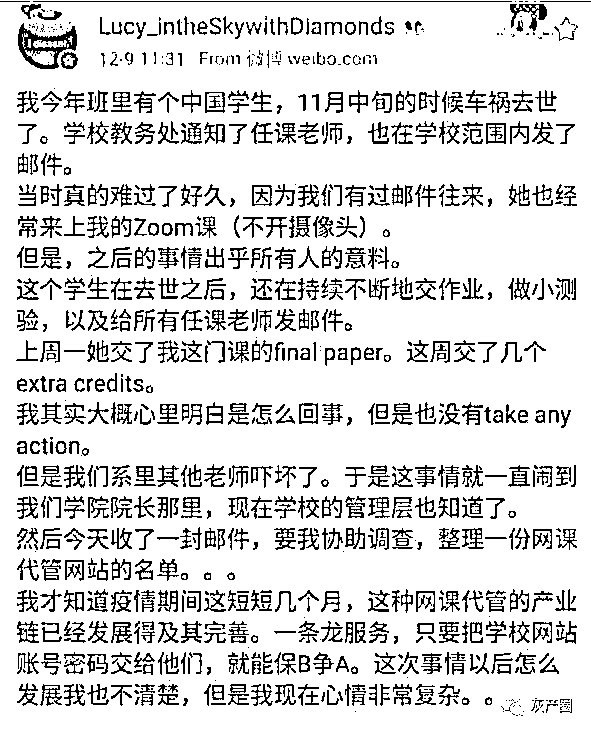 Lucy_intheSkywithDiamonds
12-9 11:31 From 微博 weibo.com
我今年班里有个中国学生，11月中旬的时候车祸去世
了。学校教务处通知了任课老师，也在学校范围内发了
邮件。
当时真的难过了好久，因为我们有过邮件往来，她也经
常来上我的Zoom课（不开摄像头）。
但是，之后的事情出乎所有人的意料。
这个学生在去世之后，还在持续不断地交作业，做小测
验，以及给所有任课老师发邮件。
上周一她交了我这门课的final paper。这周交了几个
extra credits。
我其实大概心里明白是怎么回事，但是也没有take any
action。
但是我们系里其他老师吓坏了。于是这事情就一直闹到
我们学院院长那里，现在学校的管理层也知道了。
然后今天收了一封邮件，要我协助调查，整理一份网课
代管网站的名单。。。
我才知道疫情期间这短短几个月，这种网课代管的产业
链已经发展得及其完善。一条龙服务，只要把学校网站
账号密码交给他们，就能保B争A。这次事情以后怎么
发展我也不清楚，但是我现在心情非常复杂。。
灰产圈